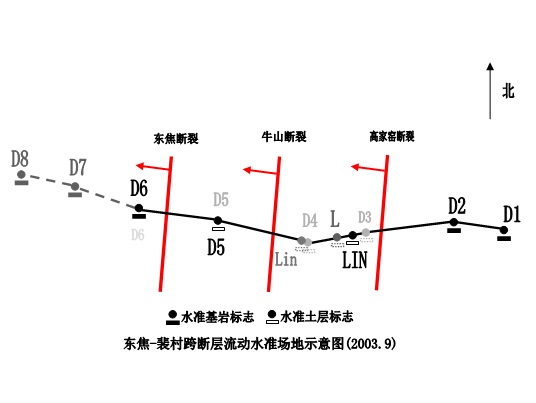 北
东焦断裂
牛山断裂
高家窑断裂
D8
D7
D6
D6
D5
D5
D4
Lin
L
D3
LIN
D2
D1
水准基岩标志
水准土层标志
东焦-裴村跨断层流动水准场地示意图(2003.9)